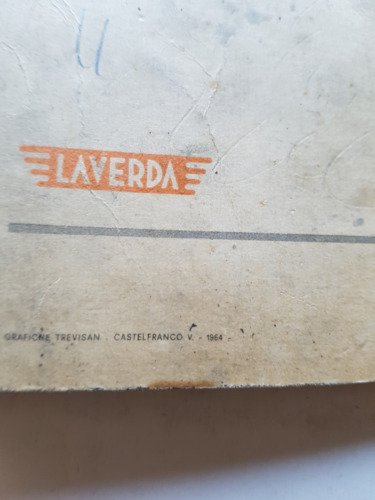 LAVERDA
GRAFICHE TREVISAN . CASTELFRANCO V. - 1964 -